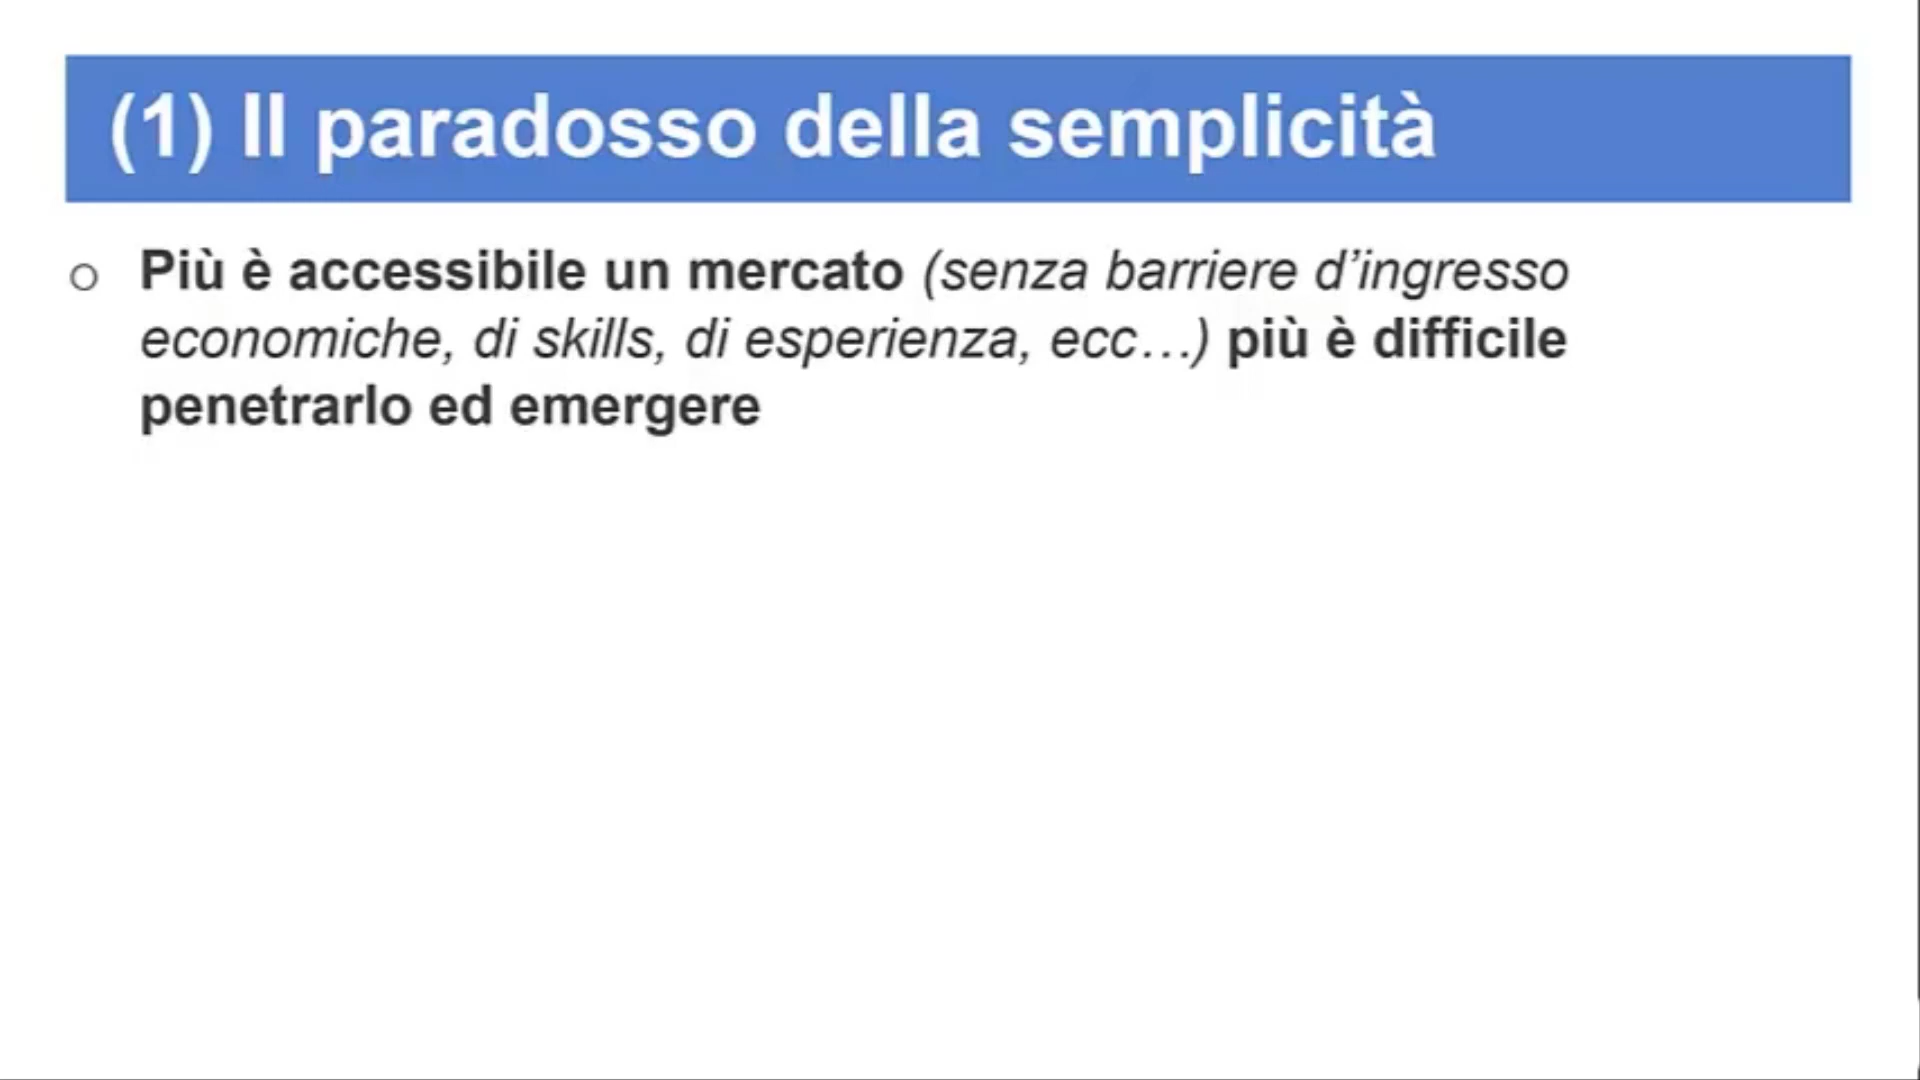 (1) Il paradosso della semplicità
○ Più è accessibile un mercato (senza barriere d’ingresso
economiche, di skills, di esperienza, ecc…) più è difficile
penetrarlo ed emergere